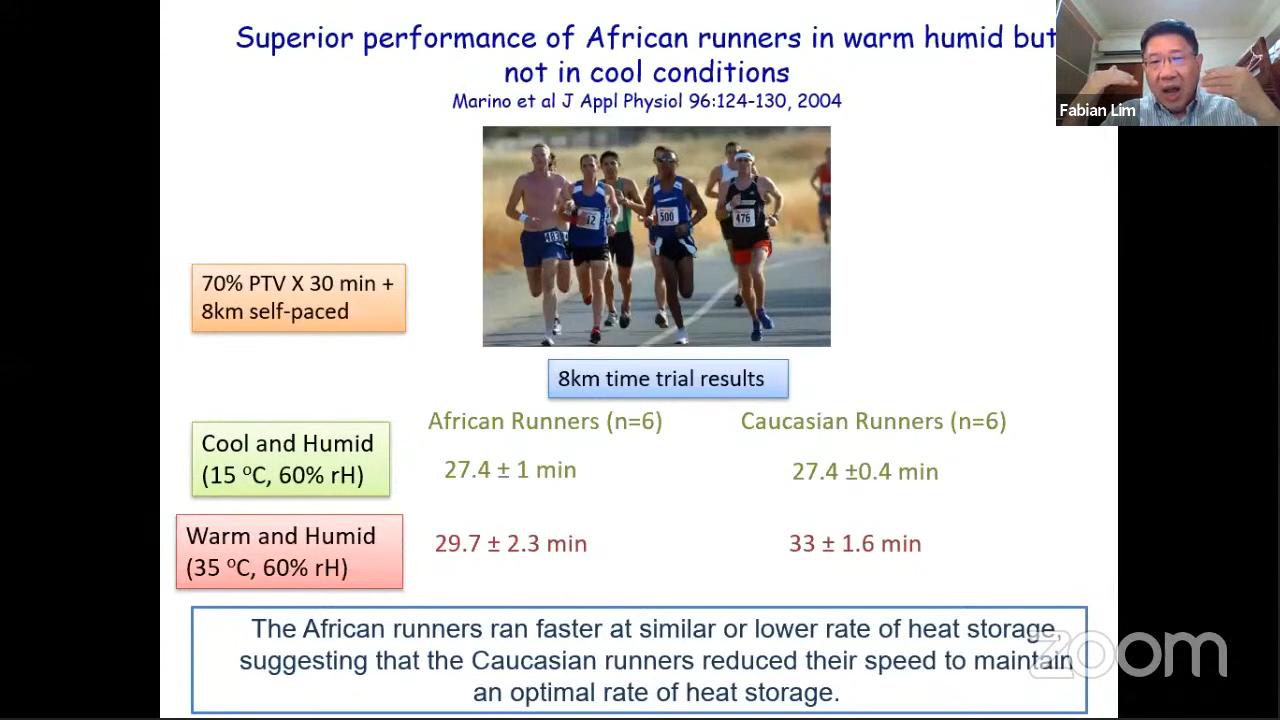 Superior performance of African runners in warm humid but
not in cool conditions
Marino et al J Appl Physiol 96:124-130, 2004
Fabian Lim
12
500
476
483
70% PTV X 30 min +
8km self-paced
8km time trial results
African Runners (n=6)
Caucasian Runners (n=6)
Cool and Humid
(15 ºC, 60% rH)
27.4 ± 1 min
27.4 ±0.4 min
Warm and Humid
(35 ºC, 60% rH)
29.7 ± 2.3 min
33 ± 1.6 min
The African runners ran faster at similar or lower rate of heat storage,
suggesting that the Caucasian runners reduced their speed to maintain
an optimal rate of heat storage.
zoom